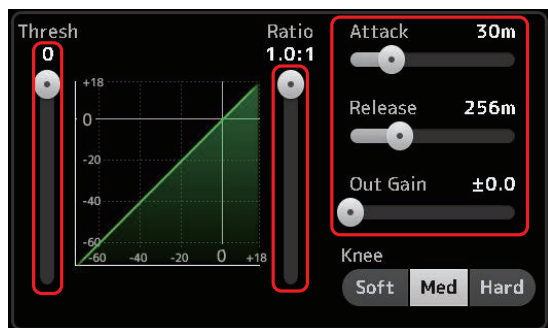 Thresh
0
Ratio
1.0:1
+18
0
-20
-40
-60
-60 -40 -20 0 +18
Attack 30m
Release 256m
Out Gain ±0.0
Knee
Soft Med Hard